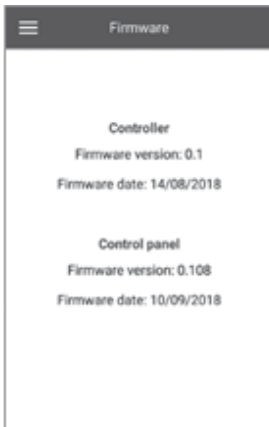 Firmware
Controller
Firmware version: 0.1
Firmware date: 14/08/2018
Control panel
Firmware version: 0.108
Firmware date: 10/09/2018